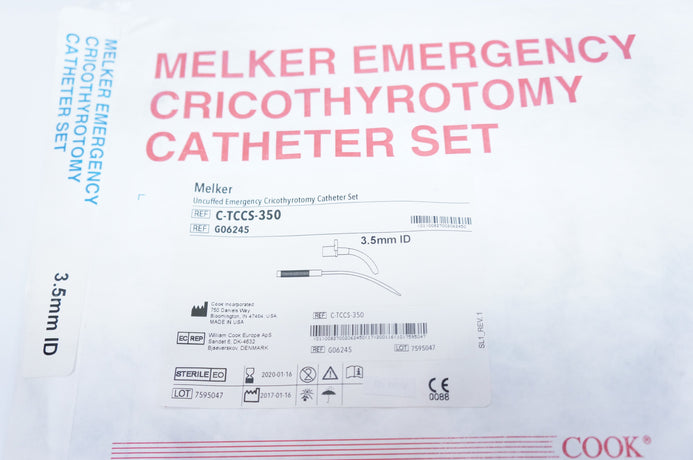 MELKER EMERGENCY
CRICOTHYROTOMY
CATHETER SET
3.5mm ID
MELKER EMERGENCY
CRICOTHYROTOMY
CATHETER SET
Melker
Uncuffed Emergency Cricothyrotomy Catheter Set
REF C-TCCS-350
REF G06245
3.5mm ID
Cook Incorporated
750 Daniels Way
Bloomington, IN 47404, USA
MADE IN USA
EC REP William Cook Europe ApS
Sandet 6, DK-4632
Bjaeverskov, DENMARK
REF C-TCCS-350
REF G06245 LOT 7595047
SL1_REV. 1
STERILE EO 2020-01-16
LOT 7595047 2017-01-16
CE
0088
COOK®